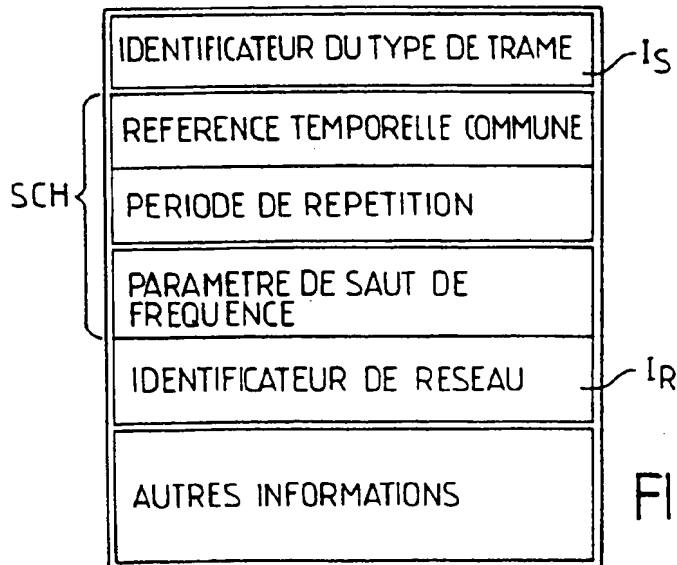 IDENTIFICATEUR DU TYPE DE TRAME
IS
REFERENCE TEMPORELLE COMMUNE
SCH
PERIODE DE REPETITION
PARAMETRE DE SAUT DE
FREQUENCE
IDENTIFICATEUR DE RESEAU
IR
AUTRES INFORMATIONS
FI